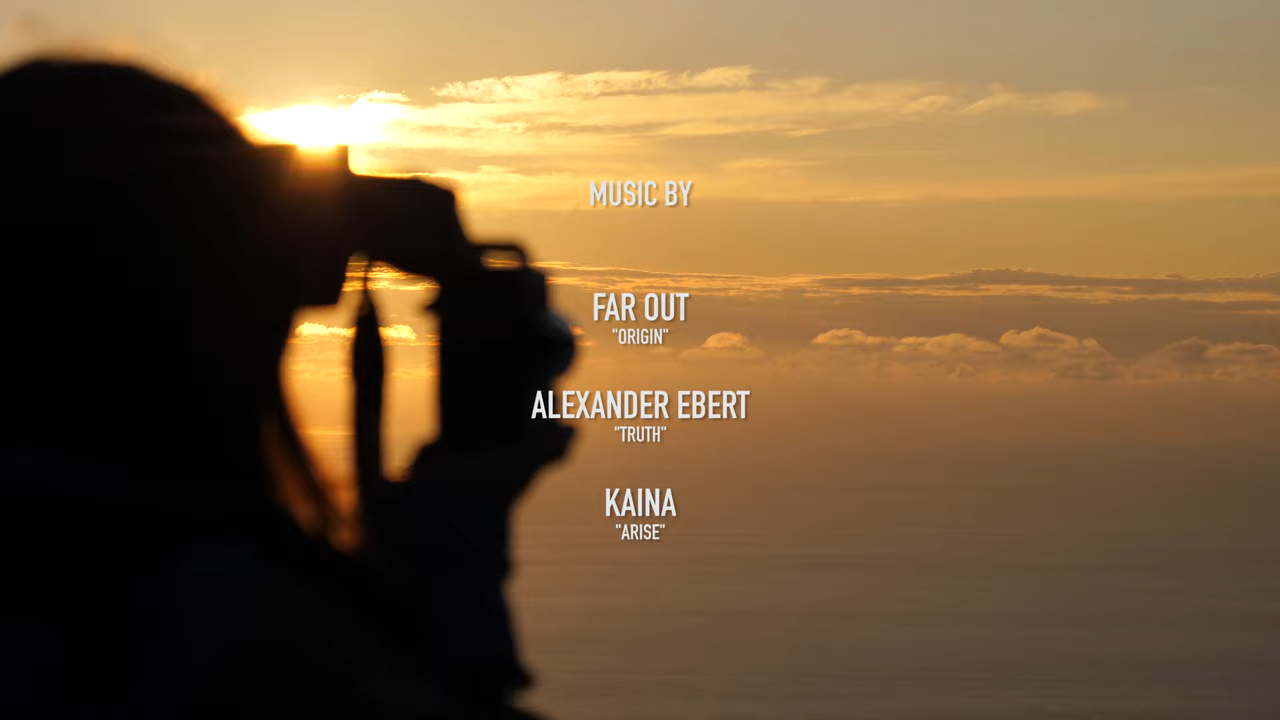 MUSIC BY
FAR OUT
"ORIGIN"
ALEXANDER EBERT
"TRUTH"
KAINA
"ARISE"